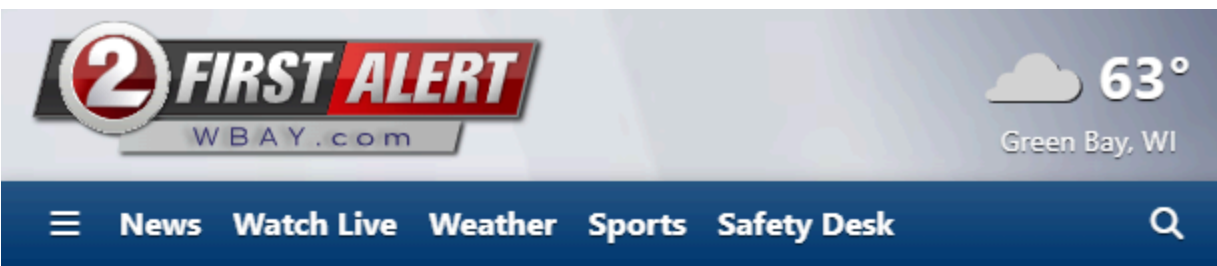 2 FIRST ALERT
WBAY.com
63°
Green Bay, WI
News Watch Live Weather Sports Safety Desk